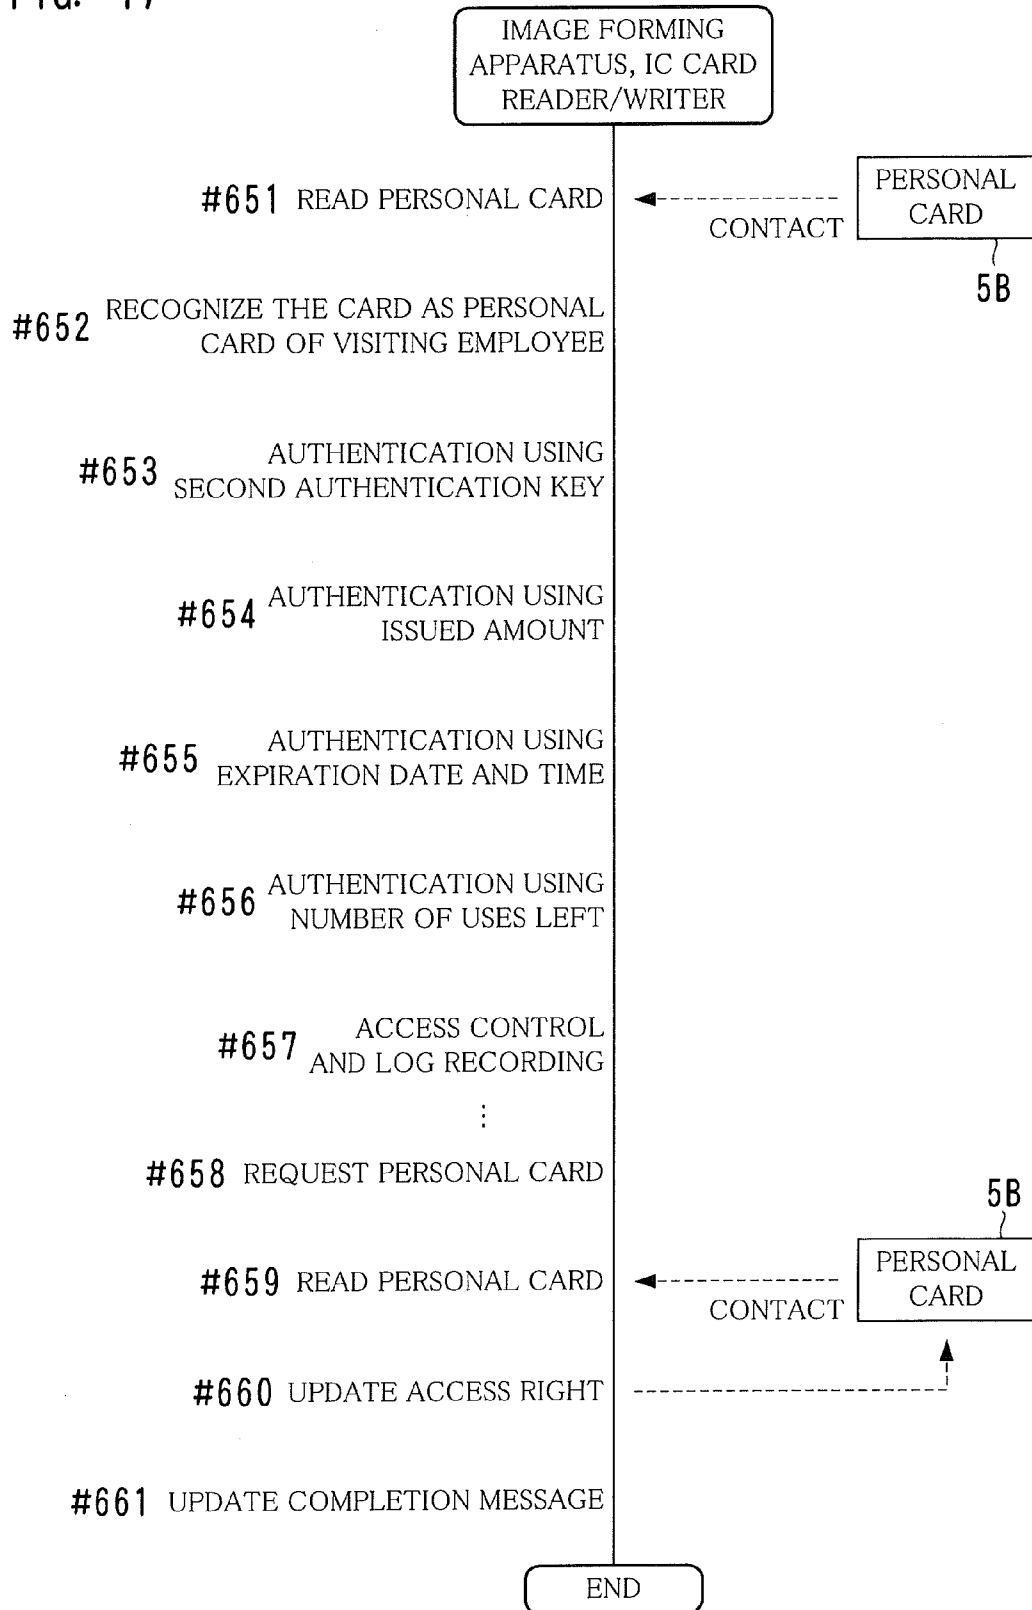 IMAGE FORMING
APPARATUS, IC CARD
READER/WRITER
#651 READ PERSONAL CARD
CONTACT
PERSONAL
CARD
5B
#652 RECOGNIZE THE CARD AS PERSONAL
CARD OF VISITING EMPLOYEE
#653 AUTHENTICATION USING
SECOND AUTHENTICATION KEY
#654 AUTHENTICATION USING
ISSUED AMOUNT
#655 AUTHENTICATION USING
EXPIRATION DATE AND TIME
#656 AUTHENTICATION USING
NUMBER OF USES LEFT
#657 ACCESS CONTROL
AND LOG RECORDING
⋮
#658 REQUEST PERSONAL CARD
5B
#659 READ PERSONAL CARD
CONTACT
PERSONAL
CARD
#660 UPDATE ACCESS RIGHT
#661 UPDATE COMPLETION MESSAGE
END